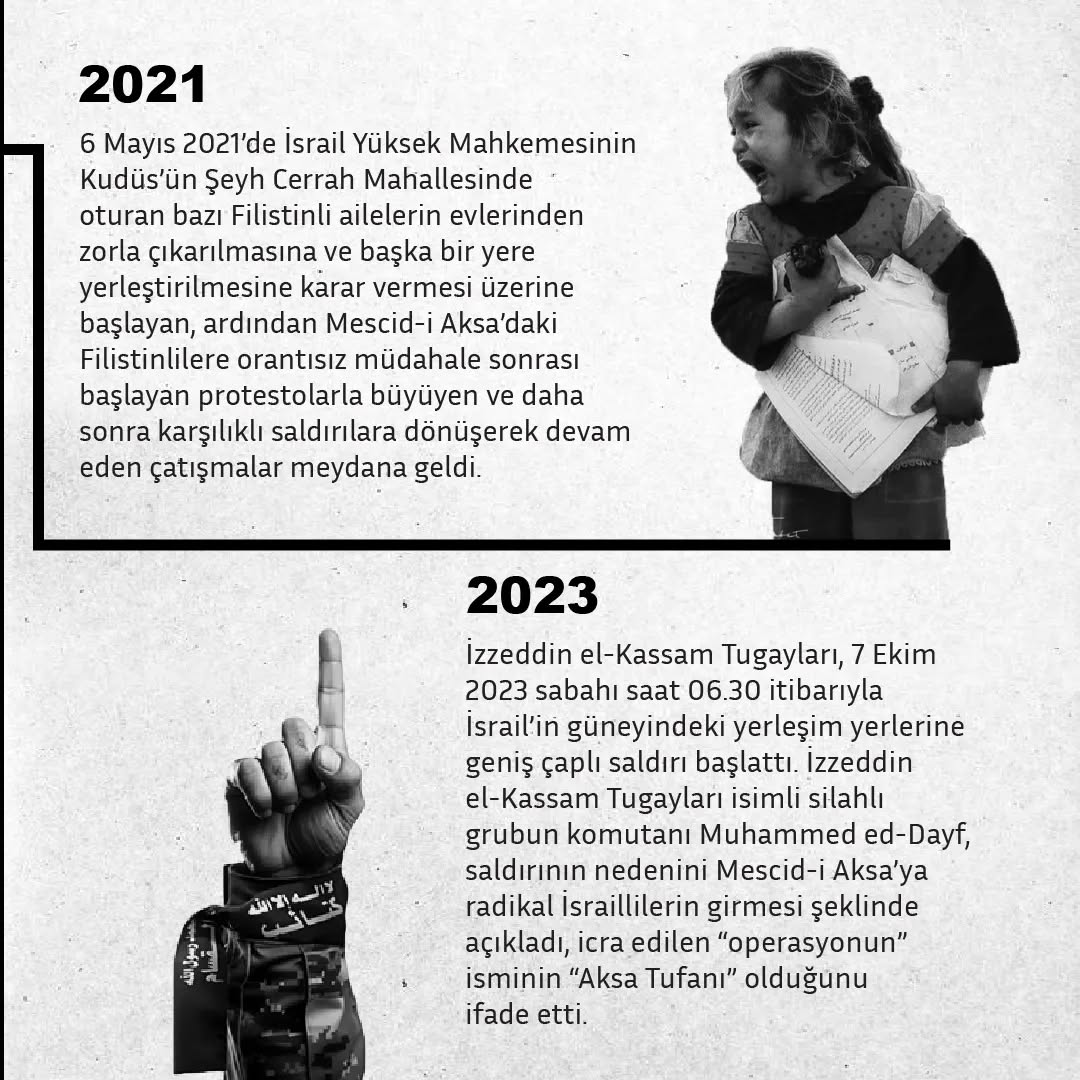 2021
6 Mayıs 2021’de İsrail Yüksek Mahkemesinin
Kudüs’ün Şeyh Cerrah Mahallesinde
oturan bazı Filistinli ailelerin evlerinden
zorla çıkarılmasına ve başka bir yere
yerleştirilmesine karar vermesi üzerine
başlayan, ardından Mescid-i Aksa’daki
Filistinlilere orantısız müdahale sonrası
başlayan protestolarla büyüyen ve daha
sonra karşılıklı saldırılara dönüşerek devam
eden çatışmalar meydana geldi.
2023
İzzeddin el-Kassam Tugayları, 7 Ekim
2023 sabahı saat 06.30 itibarıyla
İsrail’in güneyindeki yerleşim yerlerine
geniş çaplı saldırı başlattı. İzzeddin
el-Kassam Tugayları isimli silahlı
grubun komutanı Muhammed ed-Dayf,
saldırının nedenini Mescid-i Aksa’ya
radikal İsraillilerin girmesi şeklinde
açıkladı, icra edilen “operasyonun”
isminin “Aksa Tufanı” olduğunu
ifade etti.
لا اله الا الله
كتائب